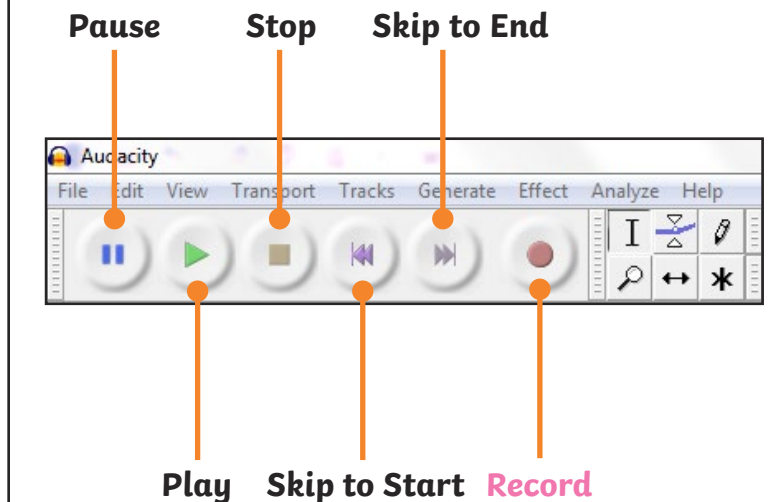 Pause Stop Skip to End
Audacity
File Edit View Transport Tracks Generate Effect Analyze Help
Play Skip to Start Record